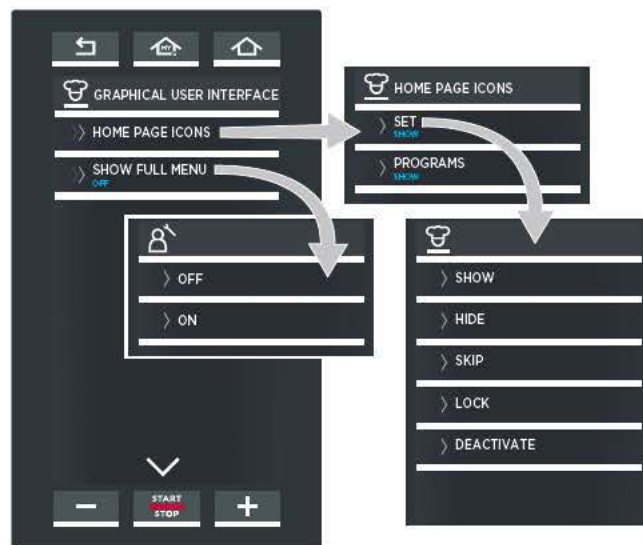 MY
GRAPHICAL USER INTERFACE
HOME PAGE ICONS
SHOW FULL MENU
OFF
START
STOP
HOME PAGE ICONS
SET
SHOW
PROGRAMS
SHOW
OFF
ON
SHOW
HIDE
SKIP
LOCK
DEACTIVATE